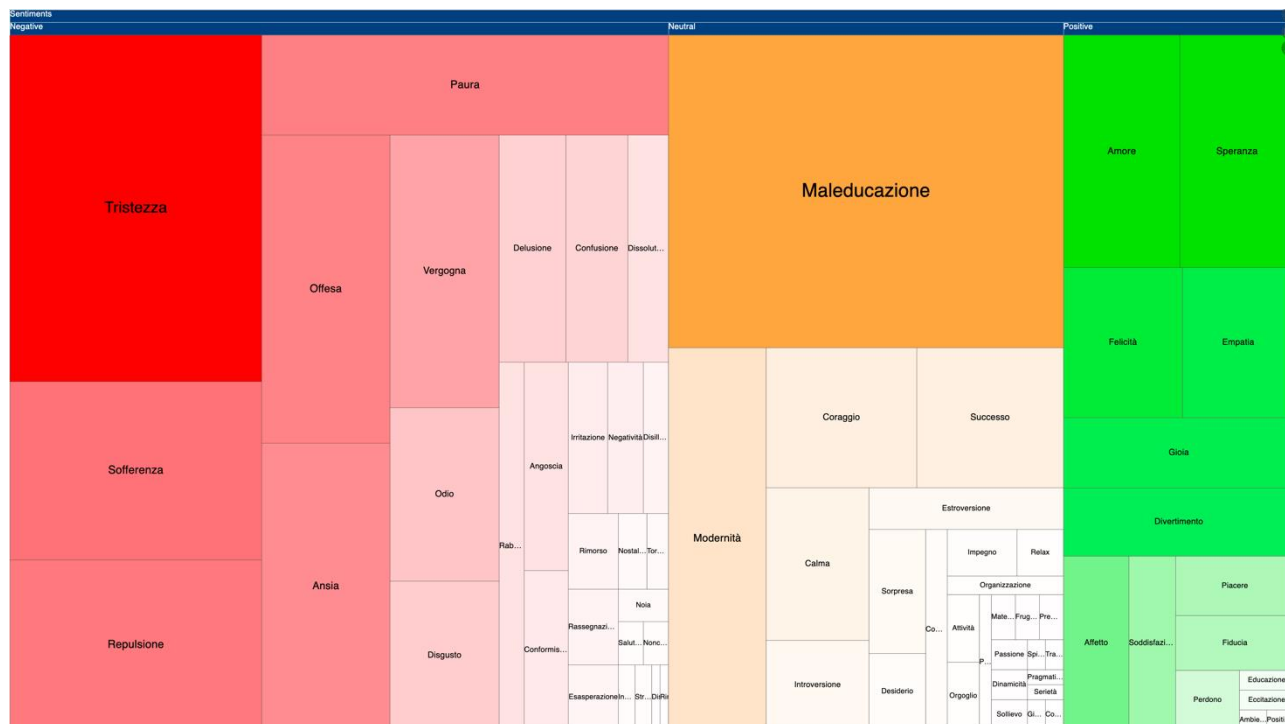 Sentiments
Negative
Neutral
Positive
Tristezza
Sofferenza
Repulsione
Paura
Offesa
Ansia
Vergogna
Odio
Disgusto
Delusione
Confusione
Dissolut...
Rab...
Angoscia
Conformis...
Irritazione
Negatività
Disill...
Rimorso
Nostal...
Tor...
Rassegnazi...
Noia
Salut...
Nonc...
Esasperazione
In...
Str...
Maleducazione
Modernità
Coraggio
Successo
Calma
Introversione
Estroversione
Sorpresa
Desiderio
Co...
Impegno
Relax
Organizzazione
Attività
Orgoglio
P...
Mate...
Frug...
Pre...
Passione
Spi...
Tra...
Dinamicità
Pragmati...
Serietà
Sollievo
Gi...
Co...
Amore
Speranza
Felicità
Empatia
Gioia
Divertimento
Affetto
Soddisfazi...
Piacere
Fiducia
Perdono
Educazione
Eccitazione
Ambie...